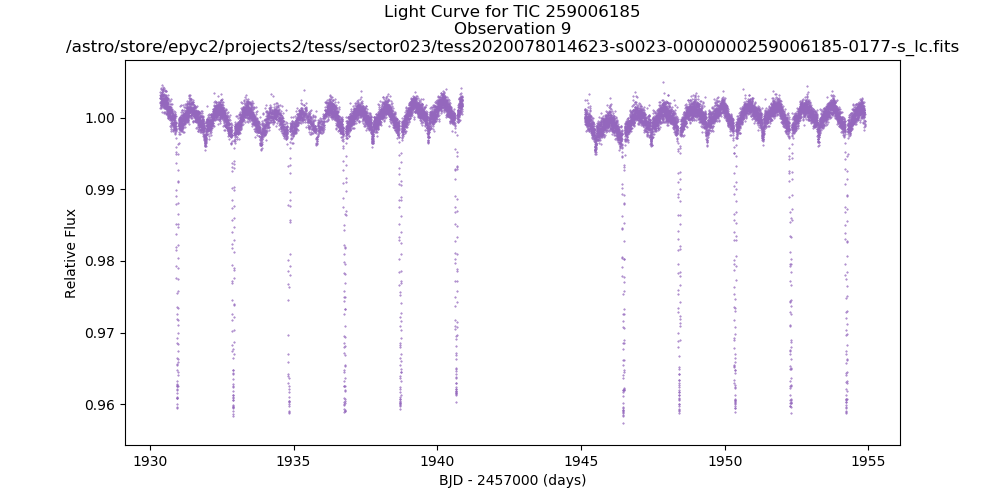 Light Curve for TIC 259006185
Observation 9
/astro/store/epyc2/projects2/tess/sector023/tess2020078014623-s0023-0000000259006185-0177-s_lc.fits
1.00
0.99
0.98
0.97
0.96
Relative Flux
1930
1935
1940
1945
1950
1955
BJD - 2457000 (days)